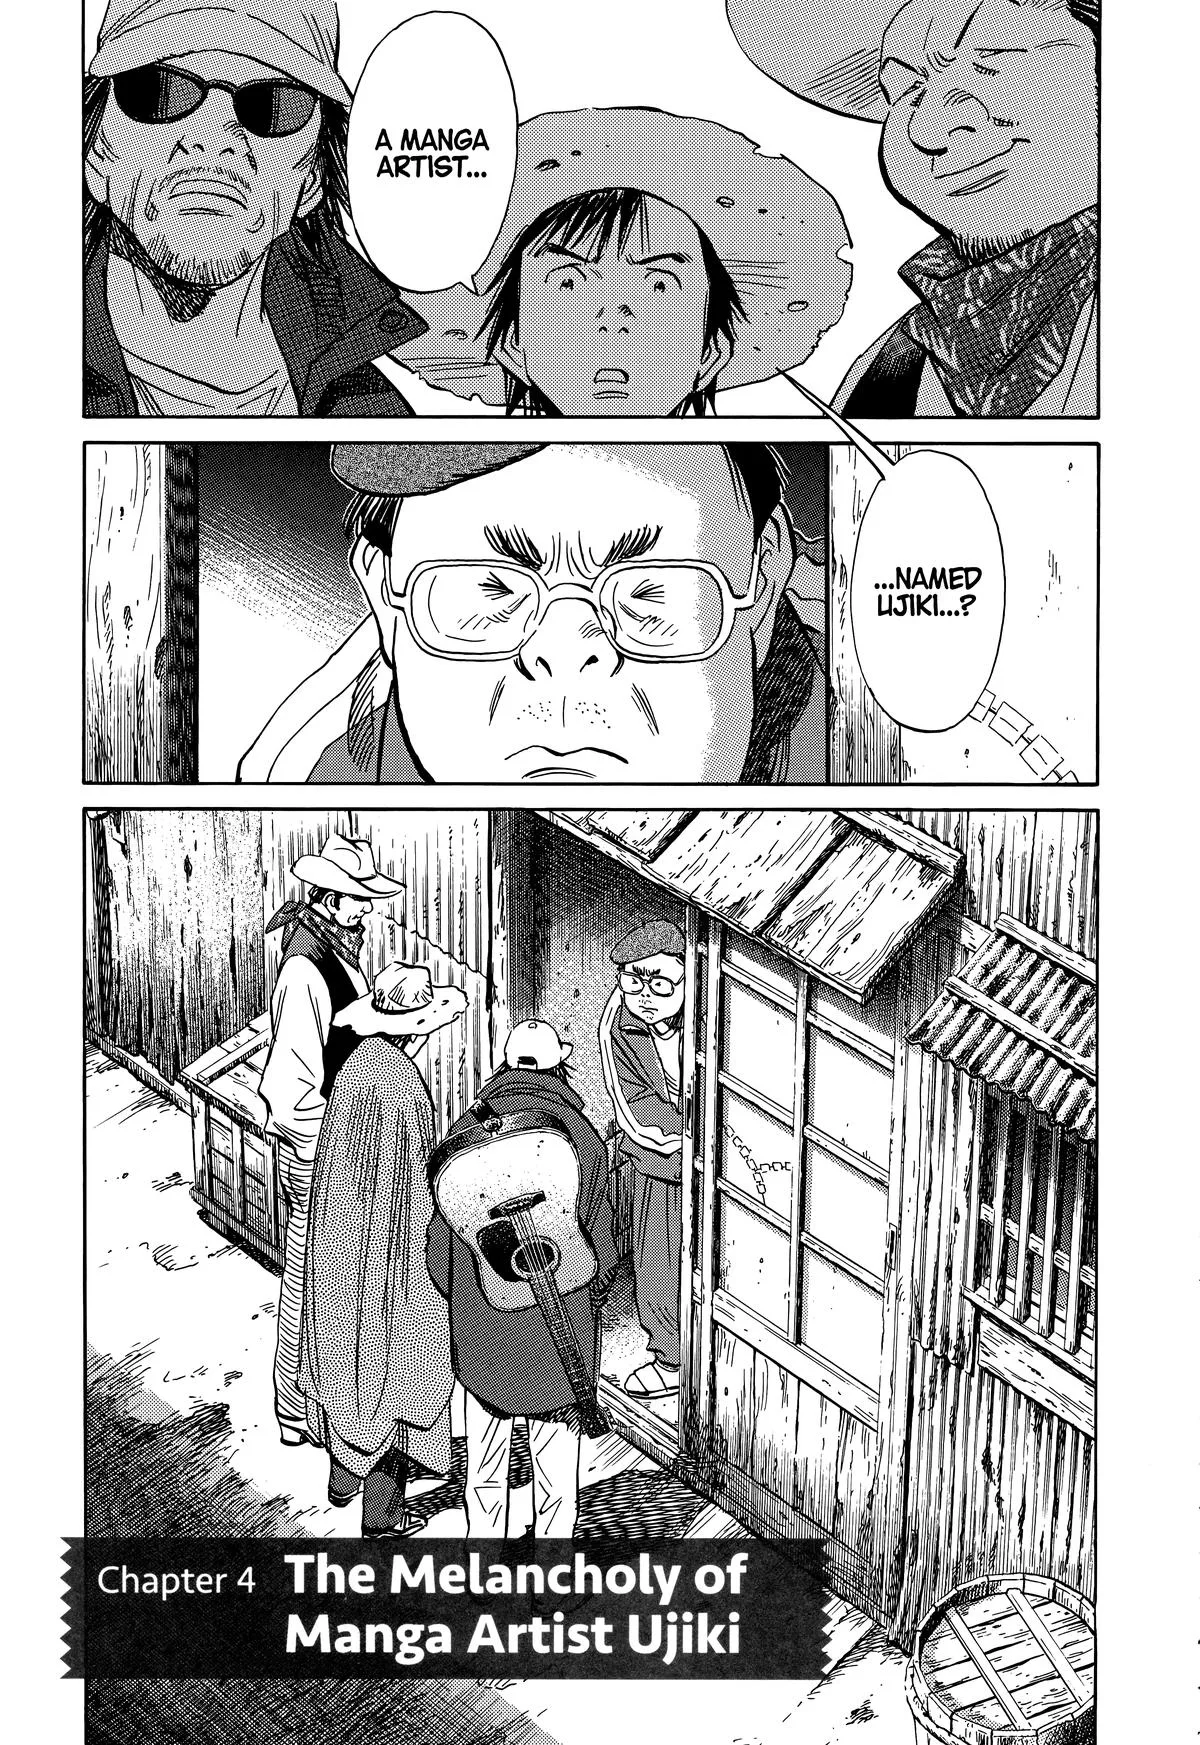 A MANGA
ARTIST...
...NAMED
UJIKI...?
Chapter 4
The Melancholy of
Manga Artist Ujiki